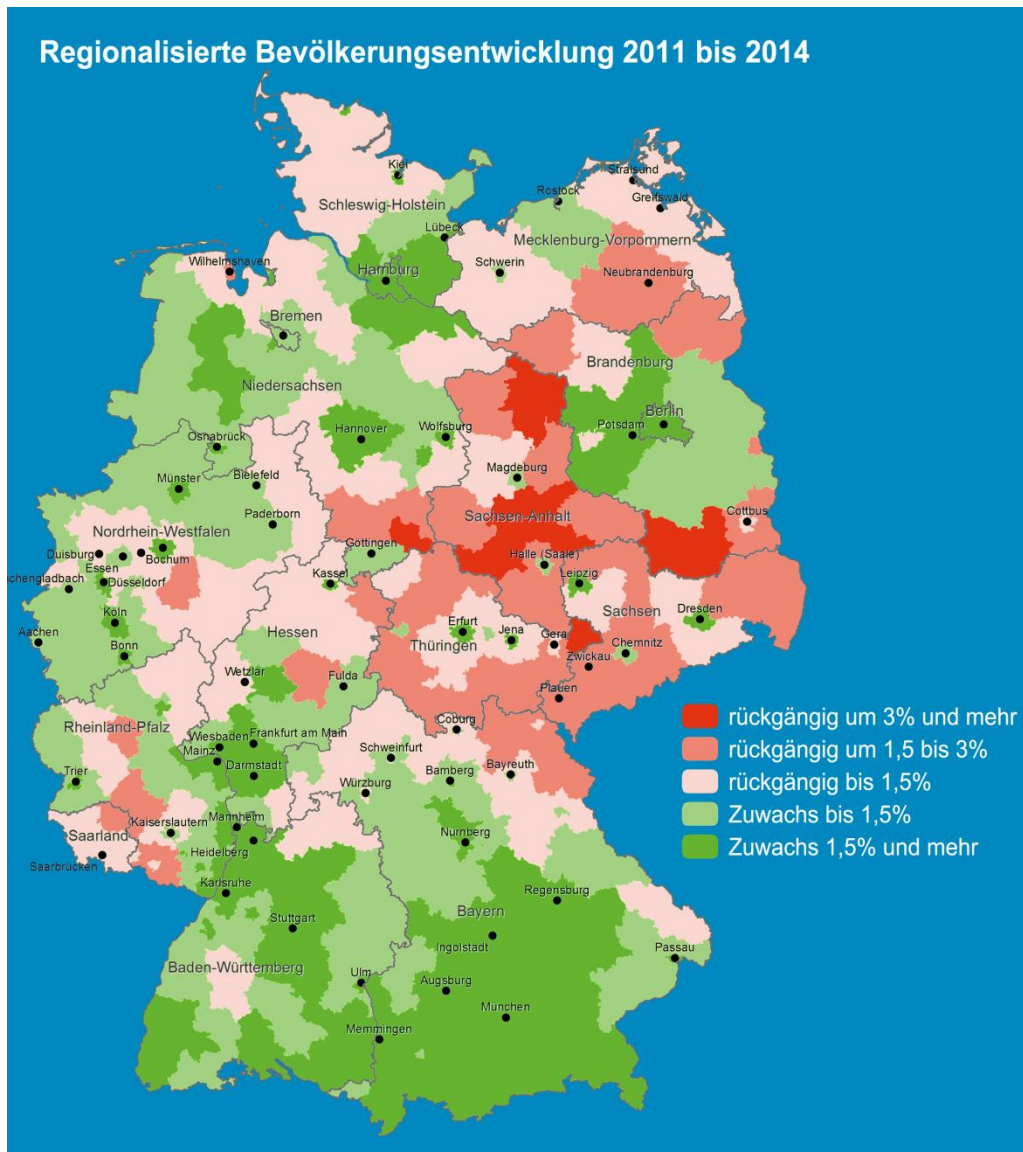 Regionalisierte Bevölkerungsentwicklung 2011 bis 2014
Kiel
Stralsund
Rostock
Greifswald
Schleswig-Holstein
Lübeck
Mecklenburg-Vorpommern
Wilhelmshaven
Hamburg
Schwerin
Neubrandenburg
Bremen
Brandenburg
Niedersachsen
Berlin
Potsdam
Osnabrück
Hannover
Wolfsburg
Münster
Bielefeld
Magdeburg
Paderborn
Sachsen-Anhalt
Cottbus
Nordrhein-Westfalen
Göttingen
Duisburg
Bochum
Halle (Saale)
Essen
Kassel
Leipzig
chengladbach
Düsseldorf
Köln
Sachsen
Dresden
Aachen
Hessen
Erfurt
Jena
Gera
Thüringen
Chemnitz
Bonn
Zwickau
Wetzlar
Fulda
Plauen
Rheinland-Pfalz
Coburg
Wiesbaden
Frankfurt am Main
Mainz
Schweinfurt
Darmstadt
Bamberg
Bayreuth
Trier
Würzburg
Kaiserslautern
Mannheim
Saarland
Nürnberg
Saarbrücken
Heidelberg
Karlsruhe
Regensburg
Stuttgart
Bayern
Ingolstadt
Passau
Baden-Württemberg
Ulm
Augsburg
München
Memmingen
rückgängig um 3% und mehr
rückgängig um 1,5 bis 3%
rückgängig bis 1,5%
Zuwachs bis 1,5%
Zuwachs 1,5% und mehr